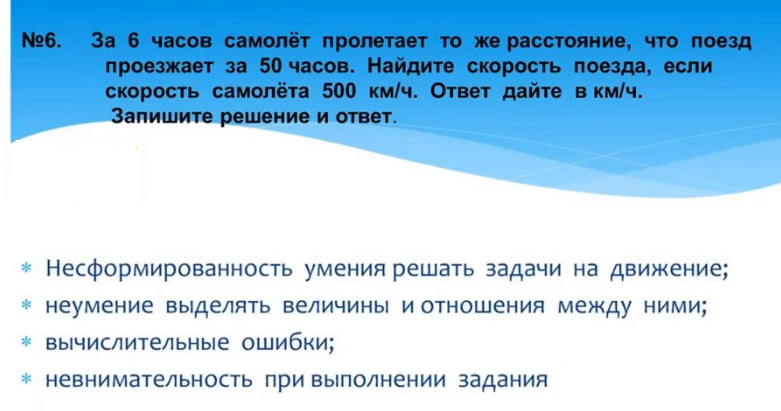 №6. За 6 часов самолёт пролетает то же расстояние, что поезд
проезжает за 50 часов. Найдите скорость поезда, если
скорость самолёта 500 км/ч. Ответ дайте в км/ч.
Запишите решение и ответ.
* Несформированность умения решать задачи на движение;
* неумение выделять величины и отношения между ними;
* вычислительные ошибки;
* невнимательность при выполнении задания